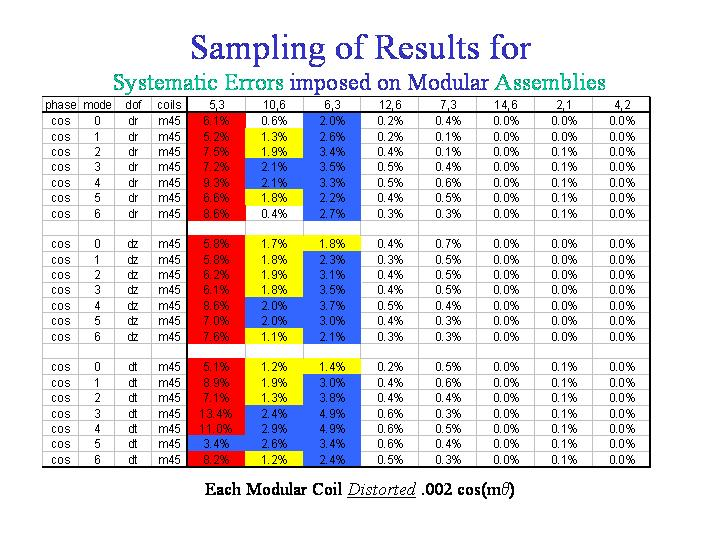 Sampling of Results for
Systematic Errors imposed on Modular Assemblies
phase mode dof coils 5,3 10,6 6,3 12,6 7,3 14,6 2,1 4,2
cos 0 dr m45 6.1% 0.6% 2.0% 0.2% 0.4% 0.0% 0.0% 0.0%
cos 1 dr m45 5.2% 1.3% 2.6% 0.2% 0.1% 0.0% 0.0% 0.0%
cos 2 dr m45 7.5% 1.9% 3.4% 0.4% 0.1% 0.0% 0.1% 0.0%
cos 3 dr m45 7.2% 2.1% 3.5% 0.5% 0.4% 0.0% 0.1% 0.0%
cos 4 dr m45 9.3% 2.1% 3.3% 0.5% 0.6% 0.0% 0.1% 0.0%
cos 5 dr m45 6.6% 1.8% 2.2% 0.4% 0.5% 0.0% 0.1% 0.0%
cos 6 dr m45 8.6% 0.4% 2.7% 0.3% 0.3% 0.0% 0.1% 0.0%
cos 0 dz m45 5.8% 1.7% 1.8% 0.4% 0.7% 0.0% 0.0% 0.0%
cos 1 dz m45 5.8% 1.8% 2.3% 0.3% 0.5% 0.0% 0.0% 0.0%
cos 2 dz m45 6.2% 1.9% 3.1% 0.4% 0.5% 0.0% 0.0% 0.0%
cos 3 dz m45 6.1% 1.8% 3.5% 0.4% 0.5% 0.0% 0.0% 0.0%
cos 4 dz m45 8.6% 2.0% 3.7% 0.5% 0.4% 0.0% 0.0% 0.0%
cos 5 dz m45 7.0% 2.0% 3.0% 0.4% 0.3% 0.0% 0.0% 0.0%
cos 6 dz m45 7.6% 1.1% 2.1% 0.3% 0.3% 0.0% 0.0% 0.0%
cos 0 dt m45 5.1% 1.2% 1.4% 0.2% 0.5% 0.0% 0.1% 0.0%
cos 1 dt m45 8.9% 1.9% 3.0% 0.4% 0.6% 0.0% 0.1% 0.0%
cos 2 dt m45 7.1% 1.3% 3.8% 0.4% 0.4% 0.0% 0.1% 0.0%
cos 3 dt m45 13.4% 2.4% 4.9% 0.6% 0.3% 0.0% 0.1% 0.0%
cos 4 dt m45 11.0% 2.9% 4.9% 0.6% 0.5% 0.0% 0.1% 0.0%
cos 5 dt m45 3.4% 2.6% 3.4% 0.6% 0.4% 0.0% 0.1% 0.0%
cos 6 dt m45 8.2% 1.2% 2.4% 0.5% 0.3% 0.0% 0.1% 0.0%
Each Modular Coil Distorted .002 cos(mθ)